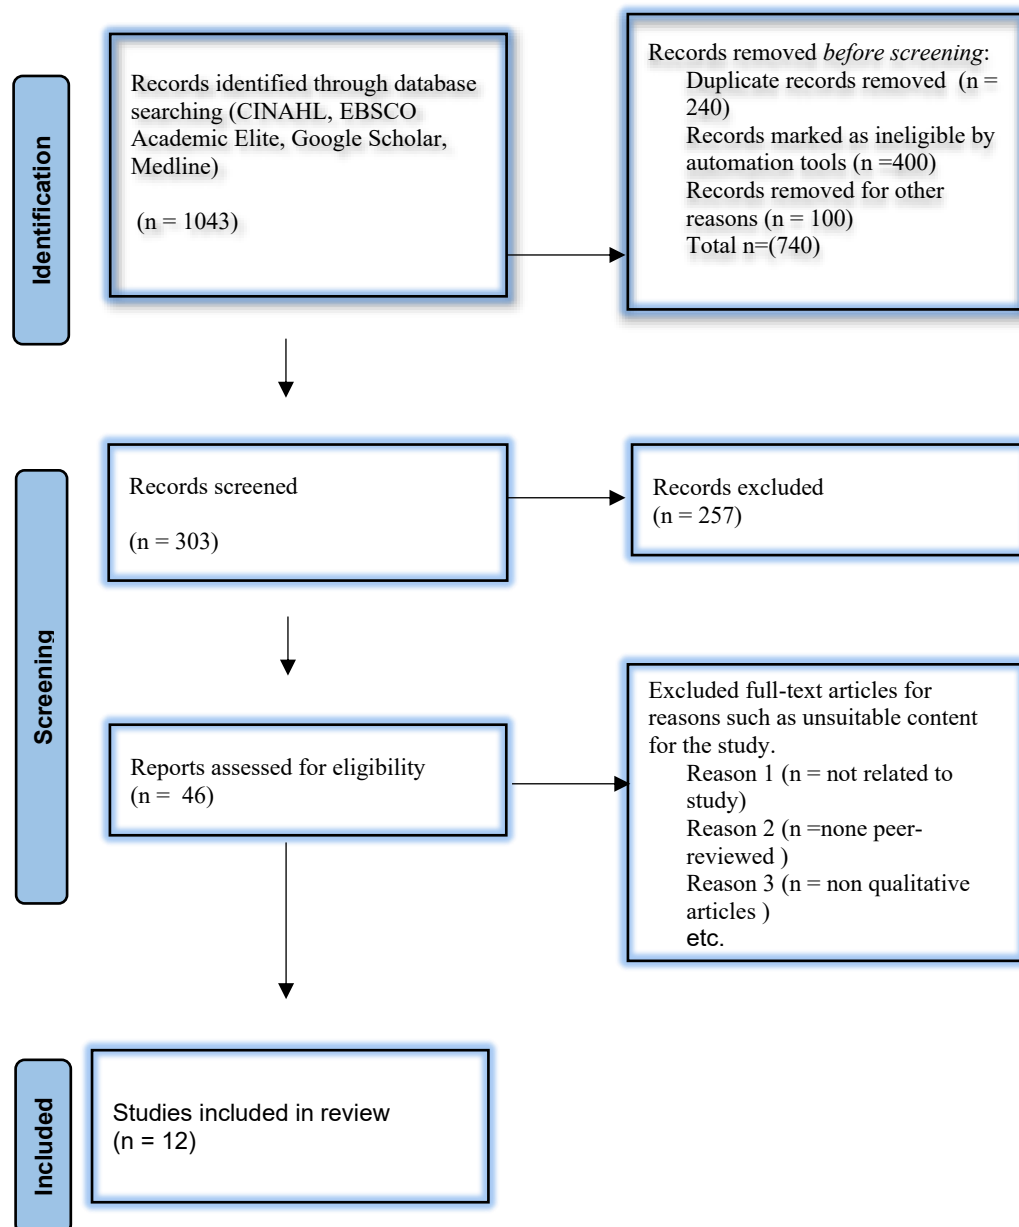 Identification
Records identified through database
searching (CINAHL, EBSCO
Academic Elite, Google Scholar,
Medline)
(n = 1043)
Records removed before screening:
Duplicate records removed (n =
240)
Records marked as ineligible by
automation tools (n =400)
Records removed for other
reasons (n = 100)
Total n=(740)
Screening
Records screened
(n = 303)
Records excluded
(n = 257)
Reports assessed for eligibility
(n = 46)
Excluded full-text articles for
reasons such as unsuitable content
for the study.
Reason 1 (n = not related to
study)
Reason 2 (n =none peer-
reviewed )
Reason 3 (n = non qualitative
articles )
etc.
Included
Studies included in review
(n = 12)